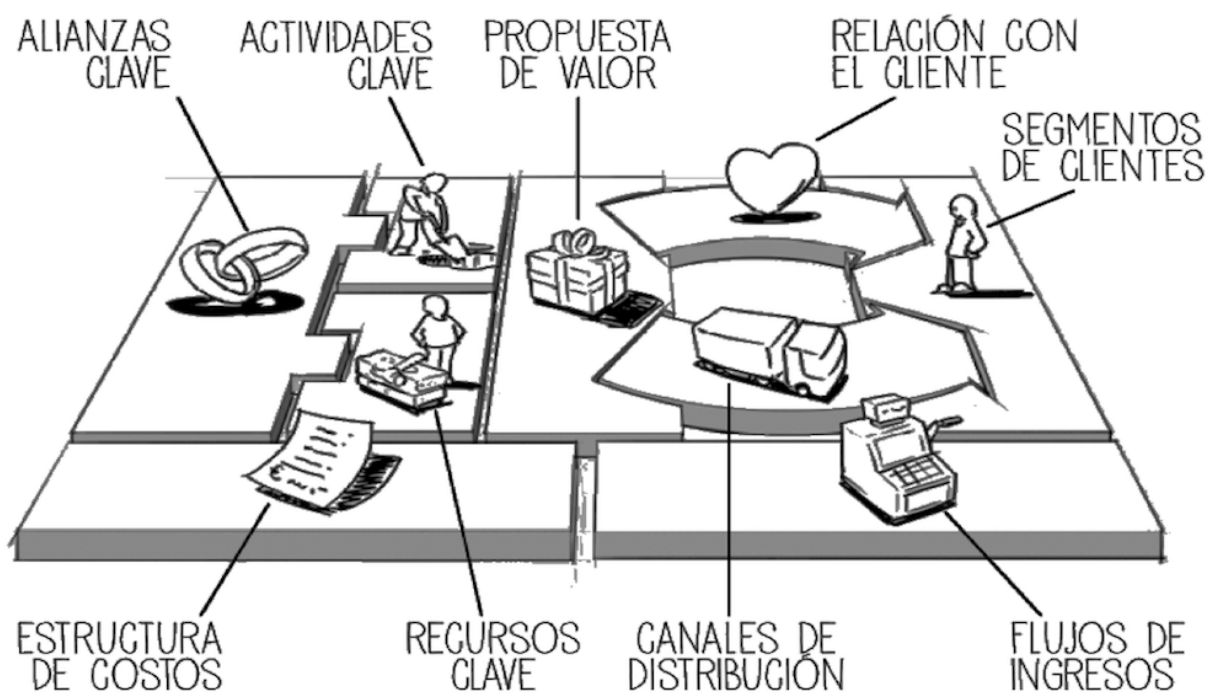 ALIANZAS
CLAVE
ACTIVIDADES
CLAVE
PROPUESTA
DE VALOR
RELACIÓN CON
EL CLIENTE
SEGMENTOS
DE CLIENTES
ESTRUCTURA
DE COSTOS
RECURSOS
CLAVE
CANALES DE
DISTRIBUCIÓN
FLUJOS DE
INGRESOS